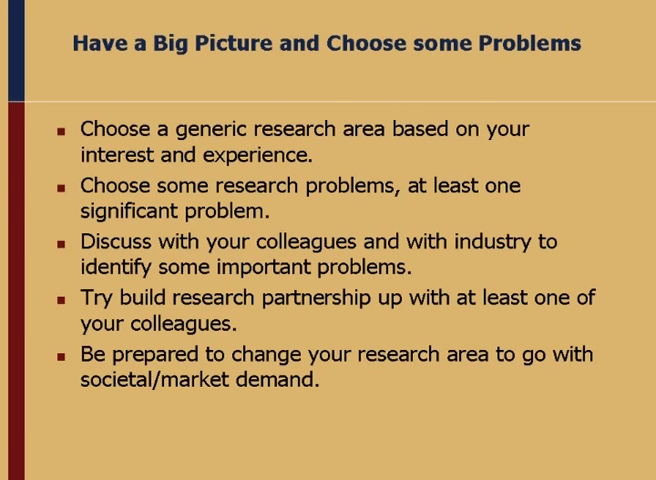 Have a Big Picture and Choose some Problems
Choose a generic research area based on your
interest and experience.
Choose some research problems, at least one
significant problem.
Discuss with your colleagues and with industry to
identify some important problems.
Try build research partnership up with at least one of
your colleagues.
Be prepared to change your research area to go with
societal/market demand.